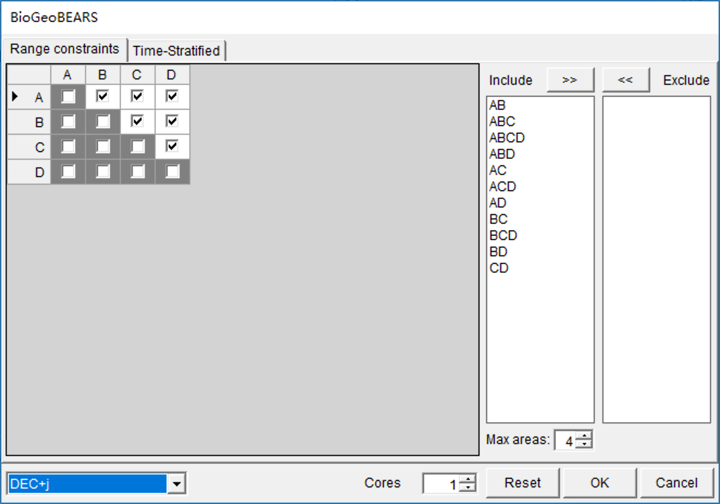 BioGeoBEARS
Range constraints Time-Stratified
A B C D
A
B
C
D
Include >> << Exclude
AB
ABC
ABCD
ABD
AC
ACD
AD
BC
BCD
BD
CD
Max areas: 4
DEC+j Cores 1 Reset OK Cancel